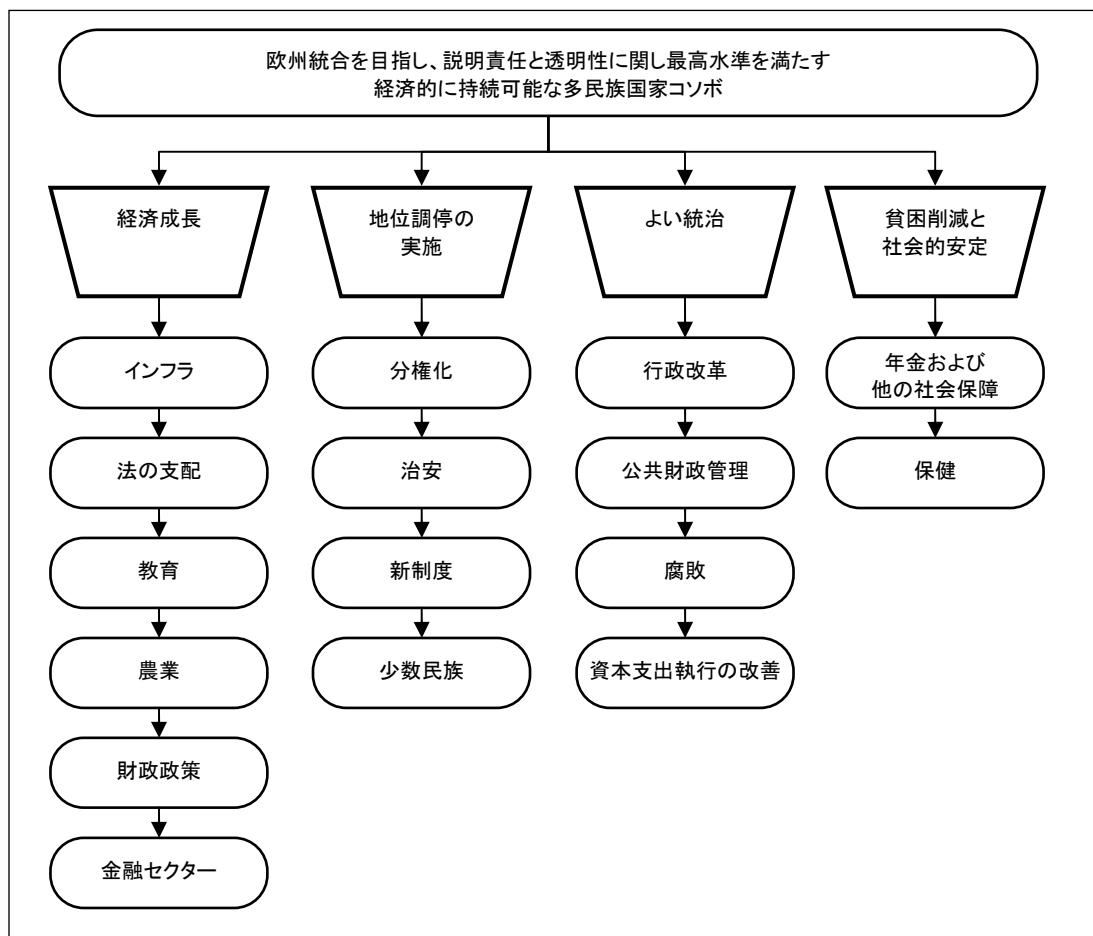 欧州統合を目指し、説明責任と透明性に関し最高水準を満たす
経済的に持続可能な多民族国家コソボ
経済成長
インフラ
法の支配
教育
農業
財政政策
金融セクター
地位調停の
実施
分権化
治安
新制度
少数民族
よい統治
行政改革
公共財政管理
腐敗
資本支出執行の改善
貧困削減と
社会的安定
年金および
他の社会保障
保健